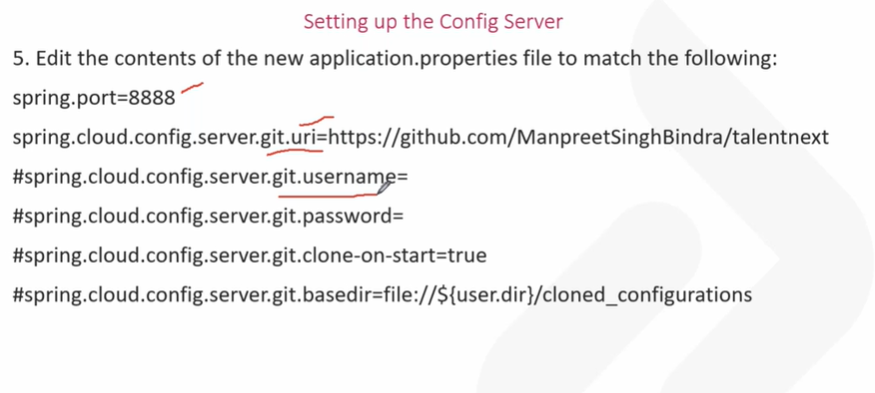 Setting up the Config Server
5. Edit the contents of the new application.properties file to match the following:
spring.port=8888
spring.cloud.config.server.git.uri=https://github.com/ManpreetSinghBindra/talentnext
#spring.cloud.config.server.git.username=
#spring.cloud.config.server.git.password=
#spring.cloud.config.server.git.clone-on-start=true
#spring.cloud.config.server.git.basedir=file://${user.dir}/cloned_configurations